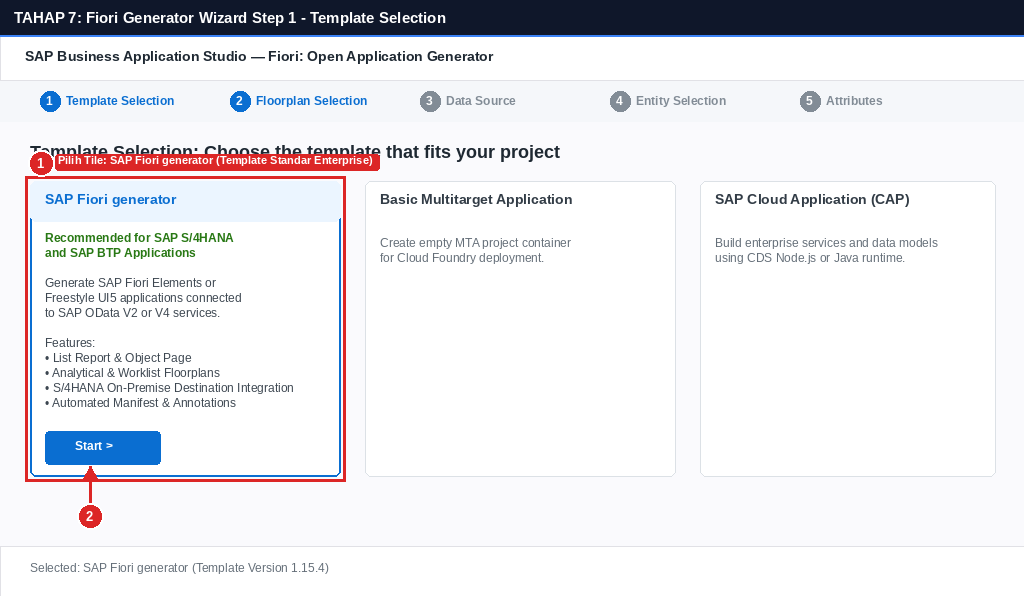 TAHAP 7: Fiori Generator Wizard Step 1 - Template Selection
SAP Business Application Studio — Fiori: Open Application Generator
1 Template Selection
2 Floorplan Selection
3 Data Source
4 Entity Selection
5 Attributes
Template Selection: Choose the template that fits your project
1 Pilih Tile: SAP Fiori generator (Template Standar Enterprise)
SAP Fiori generator
Recommended for SAP S/4HANA
and SAP BTP Applications
Generate SAP Fiori Elements or
Freestyle UI5 applications connected
to SAP OData V2 or V4 services.
Features:
• List Report & Object Page
• Analytical & Worklist Floorplans
• S/4HANA On-Premise Destination Integration
• Automated Manifest & Annotations
Start >
2
Basic Multitarget Application
Create empty MTA project container
for Cloud Foundry deployment.
SAP Cloud Application (CAP)
Build enterprise services and data models
using CDS Node.js or Java runtime.
Selected: SAP Fiori generator (Template Version 1.15.4)